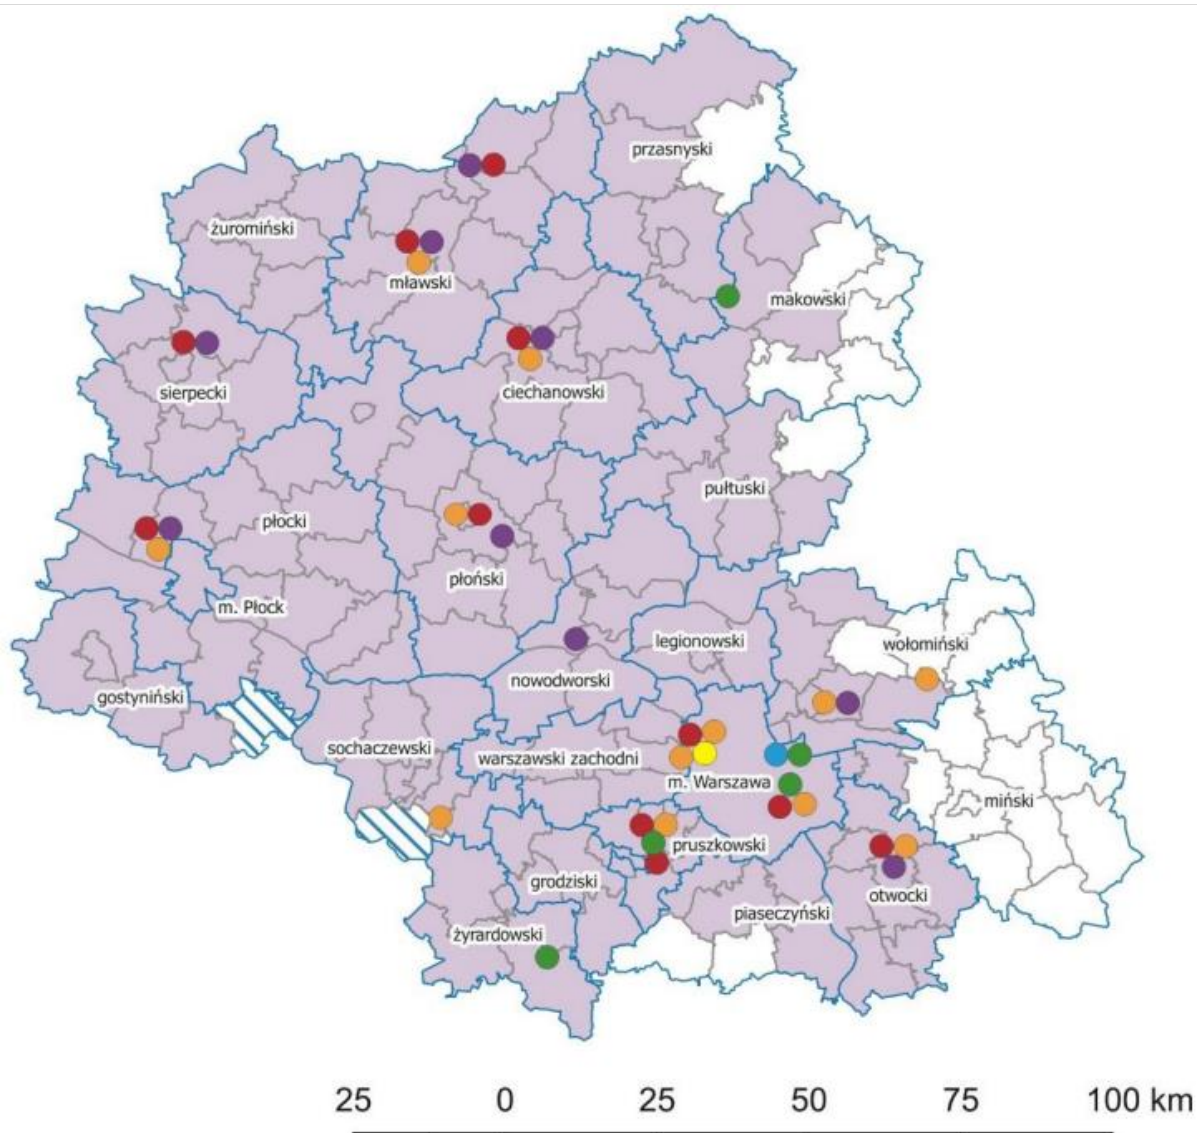 przasnyski
żuromiński
mławski
makowski
sierpecki
ciechanowski
pułtuski
płocki
płoński
m. Płock
legionowski
wołomiński
nowodworski
gostyniński
sochaczewski
warszawski zachodni
m. Warszawa
miński
pruszkowski
grodziski
otwocki
piaseczyński
żyrardowski
25 0 25 50 75 100 km